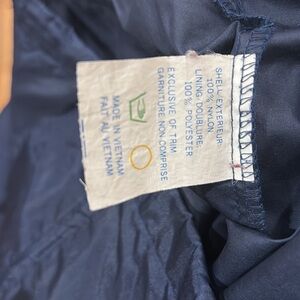 SHELL-EXTERIEUR:
100% NYLON
LINING-DOUBLURE:
100% POLYESTER
EXCLUSIVE OF TRIM
GARNITURE NON COMPRISE
MADE IN VIETNAM
FAIT AU VIETNAM